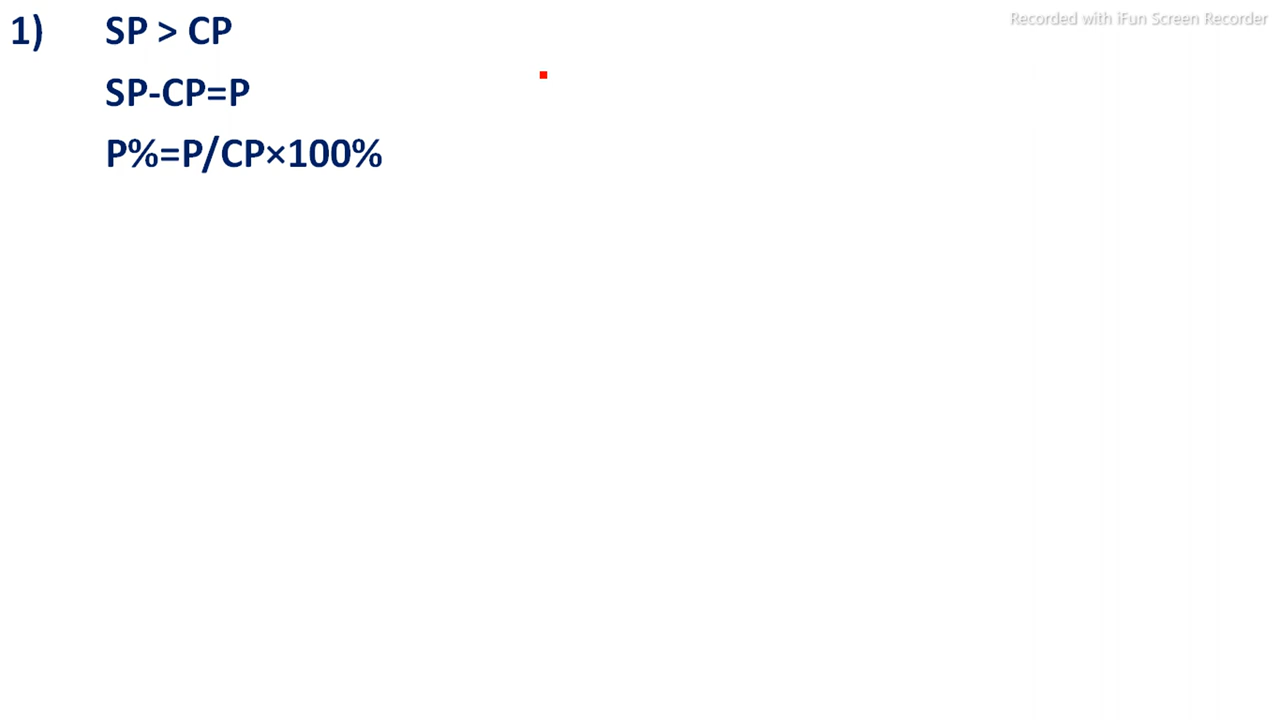 Recorded with iFun Screen Recorder
1) SP > CP
SP-CP=P
P%=P/CP×100%